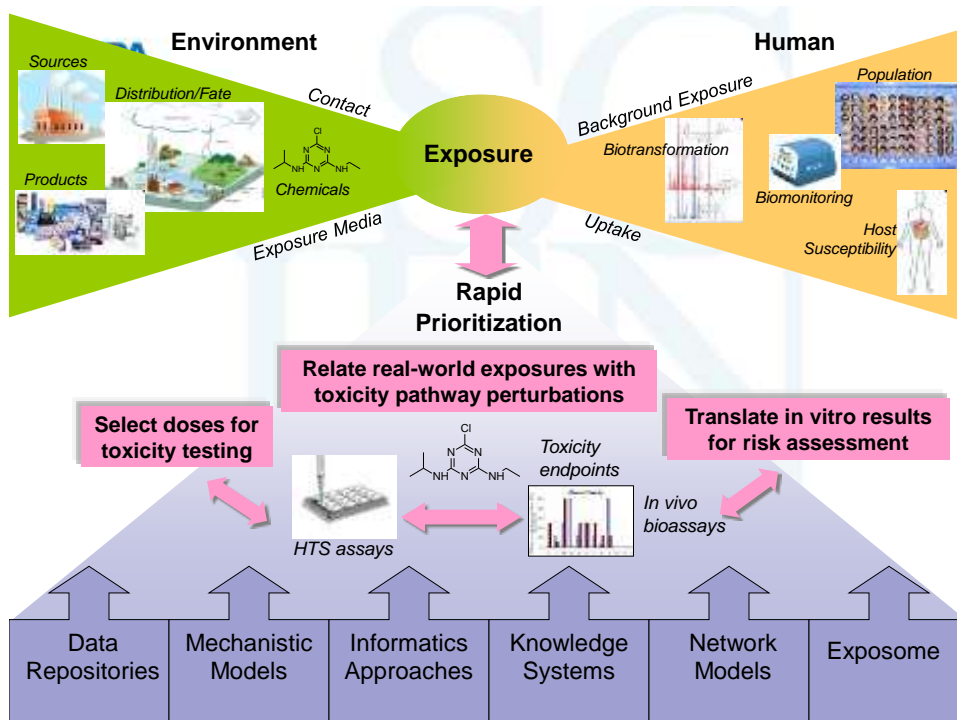 Environment
Human
Sources
Distribution/Fate
Contact
Cl
N
N
NH
N
NH
Chemicals
Products
Exposure Media
Exposure
Background Exposure
Population
Biotransformation
Biomonitoring
Uptake
Host
Susceptibility
Rapid
Prioritization
Relate real-world exposures with
toxicity pathway perturbations
Select doses for
toxicity testing
Translate in vitro results
for risk assessment
Cl
N
N
NH
N
NH
Toxicity
endpoints
In vivo
bioassays
HTS assays
Data
Repositories
Mechanistic
Models
Informatics
Approaches
Knowledge
Systems
Network
Models
Exposome